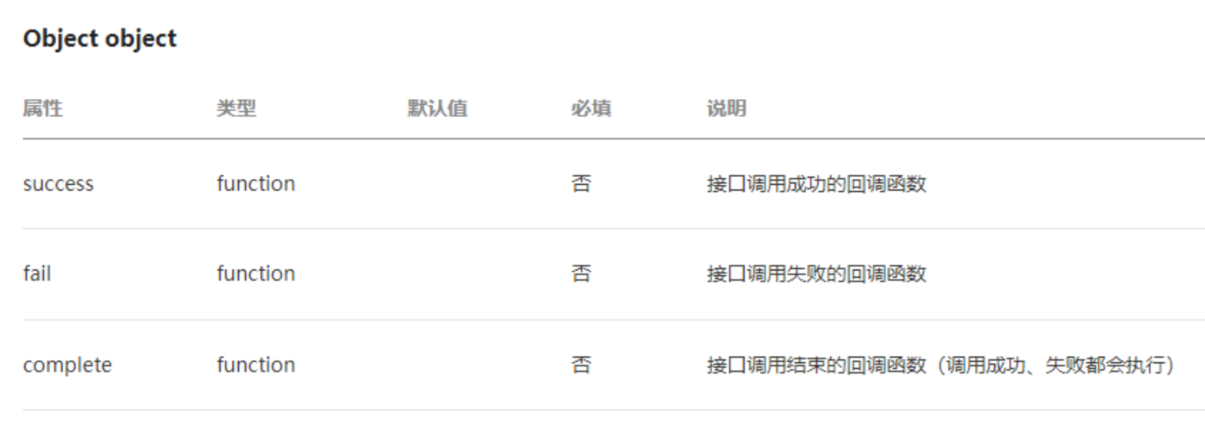 Object object
属性 类型 默认值 必填 说明
success function 否 接口调用成功的回调函数
fail function 否 接口调用失败的回调函数
complete function 否 接口调用结束的回调函数（调用成功、失败都会执行）